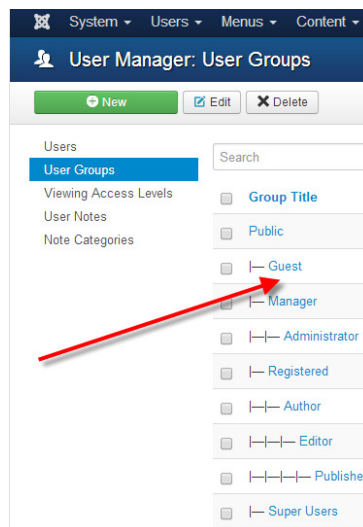 System Users Menus Content
User Manager: User Groups
New Edit Delete
Users
User Groups
Viewing Access Levels
User Notes
Note Categories
Search
Group Title
Public
|— Guest
|— Manager
|—|— Administrator
|— Registered
|—|— Author
|—|—|— Editor
|—|—|—|— Publishe
|— Super Users